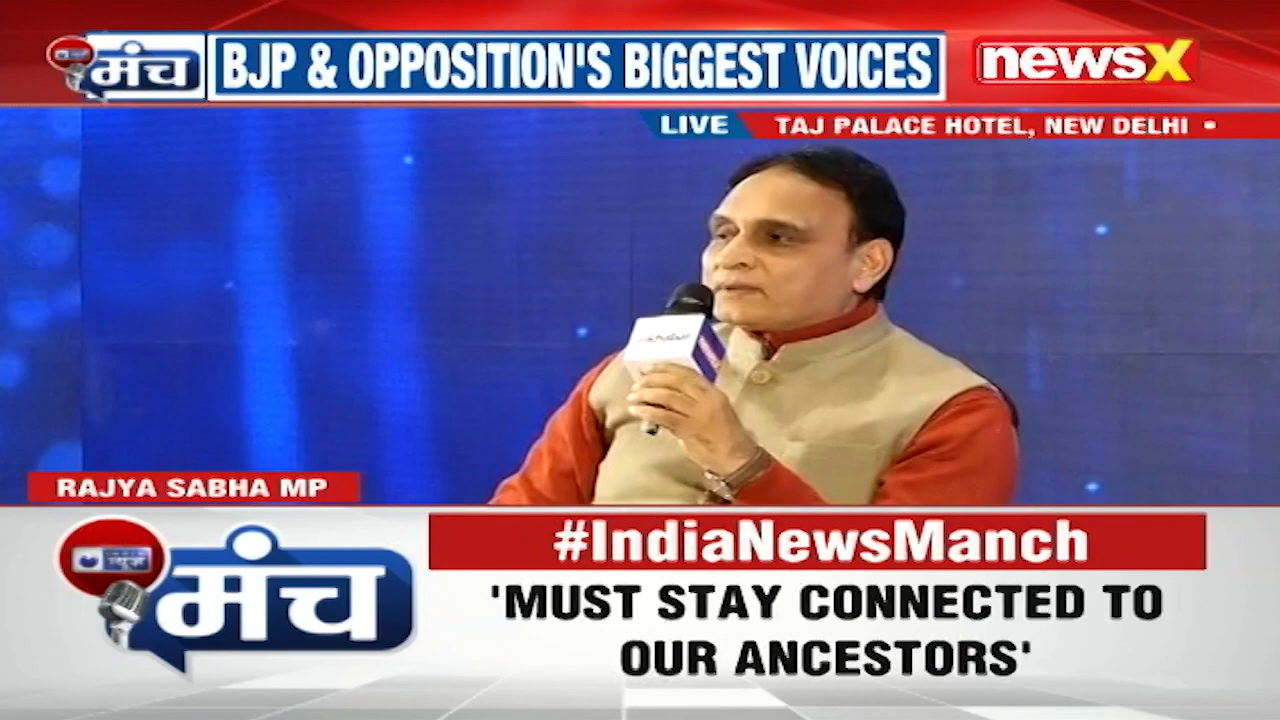 मंच
BJP & OPPOSITION'S BIGGEST VOICES
newsX
LIVE
TAJ PALACE HOTEL, NEW DELHI
RAJYA SABHA MP
न्यूज़
मंच
#IndiaNewsManch
'MUST STAY CONNECTED TO
OUR ANCESTORS'